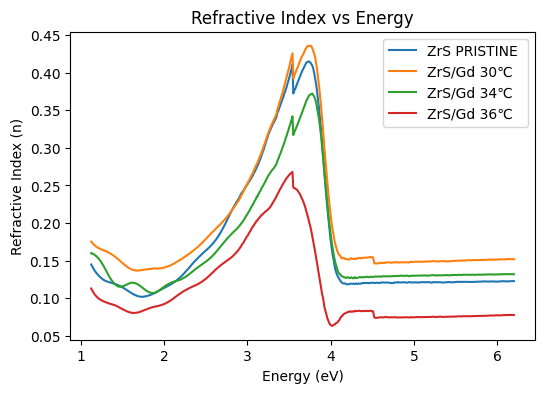 Refractive Index vs Energy
Refractive Index (n)
0.45
0.40
0.35
0.30
0.25
0.20
0.15
0.10
0.05
ZrS PRISTINE
ZrS/Gd 30℃
ZrS/Gd 34℃
ZrS/Gd 36℃
1 2 3 4 5 6
Energy (eV)